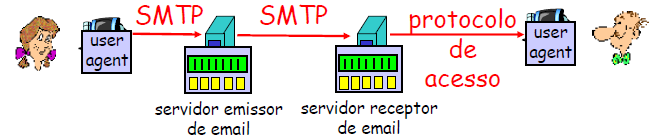 SMTP
SMTP
protocolo
de
acesso
user
agent
user
agent
servidor emissor
de email
servidor receptor
de email